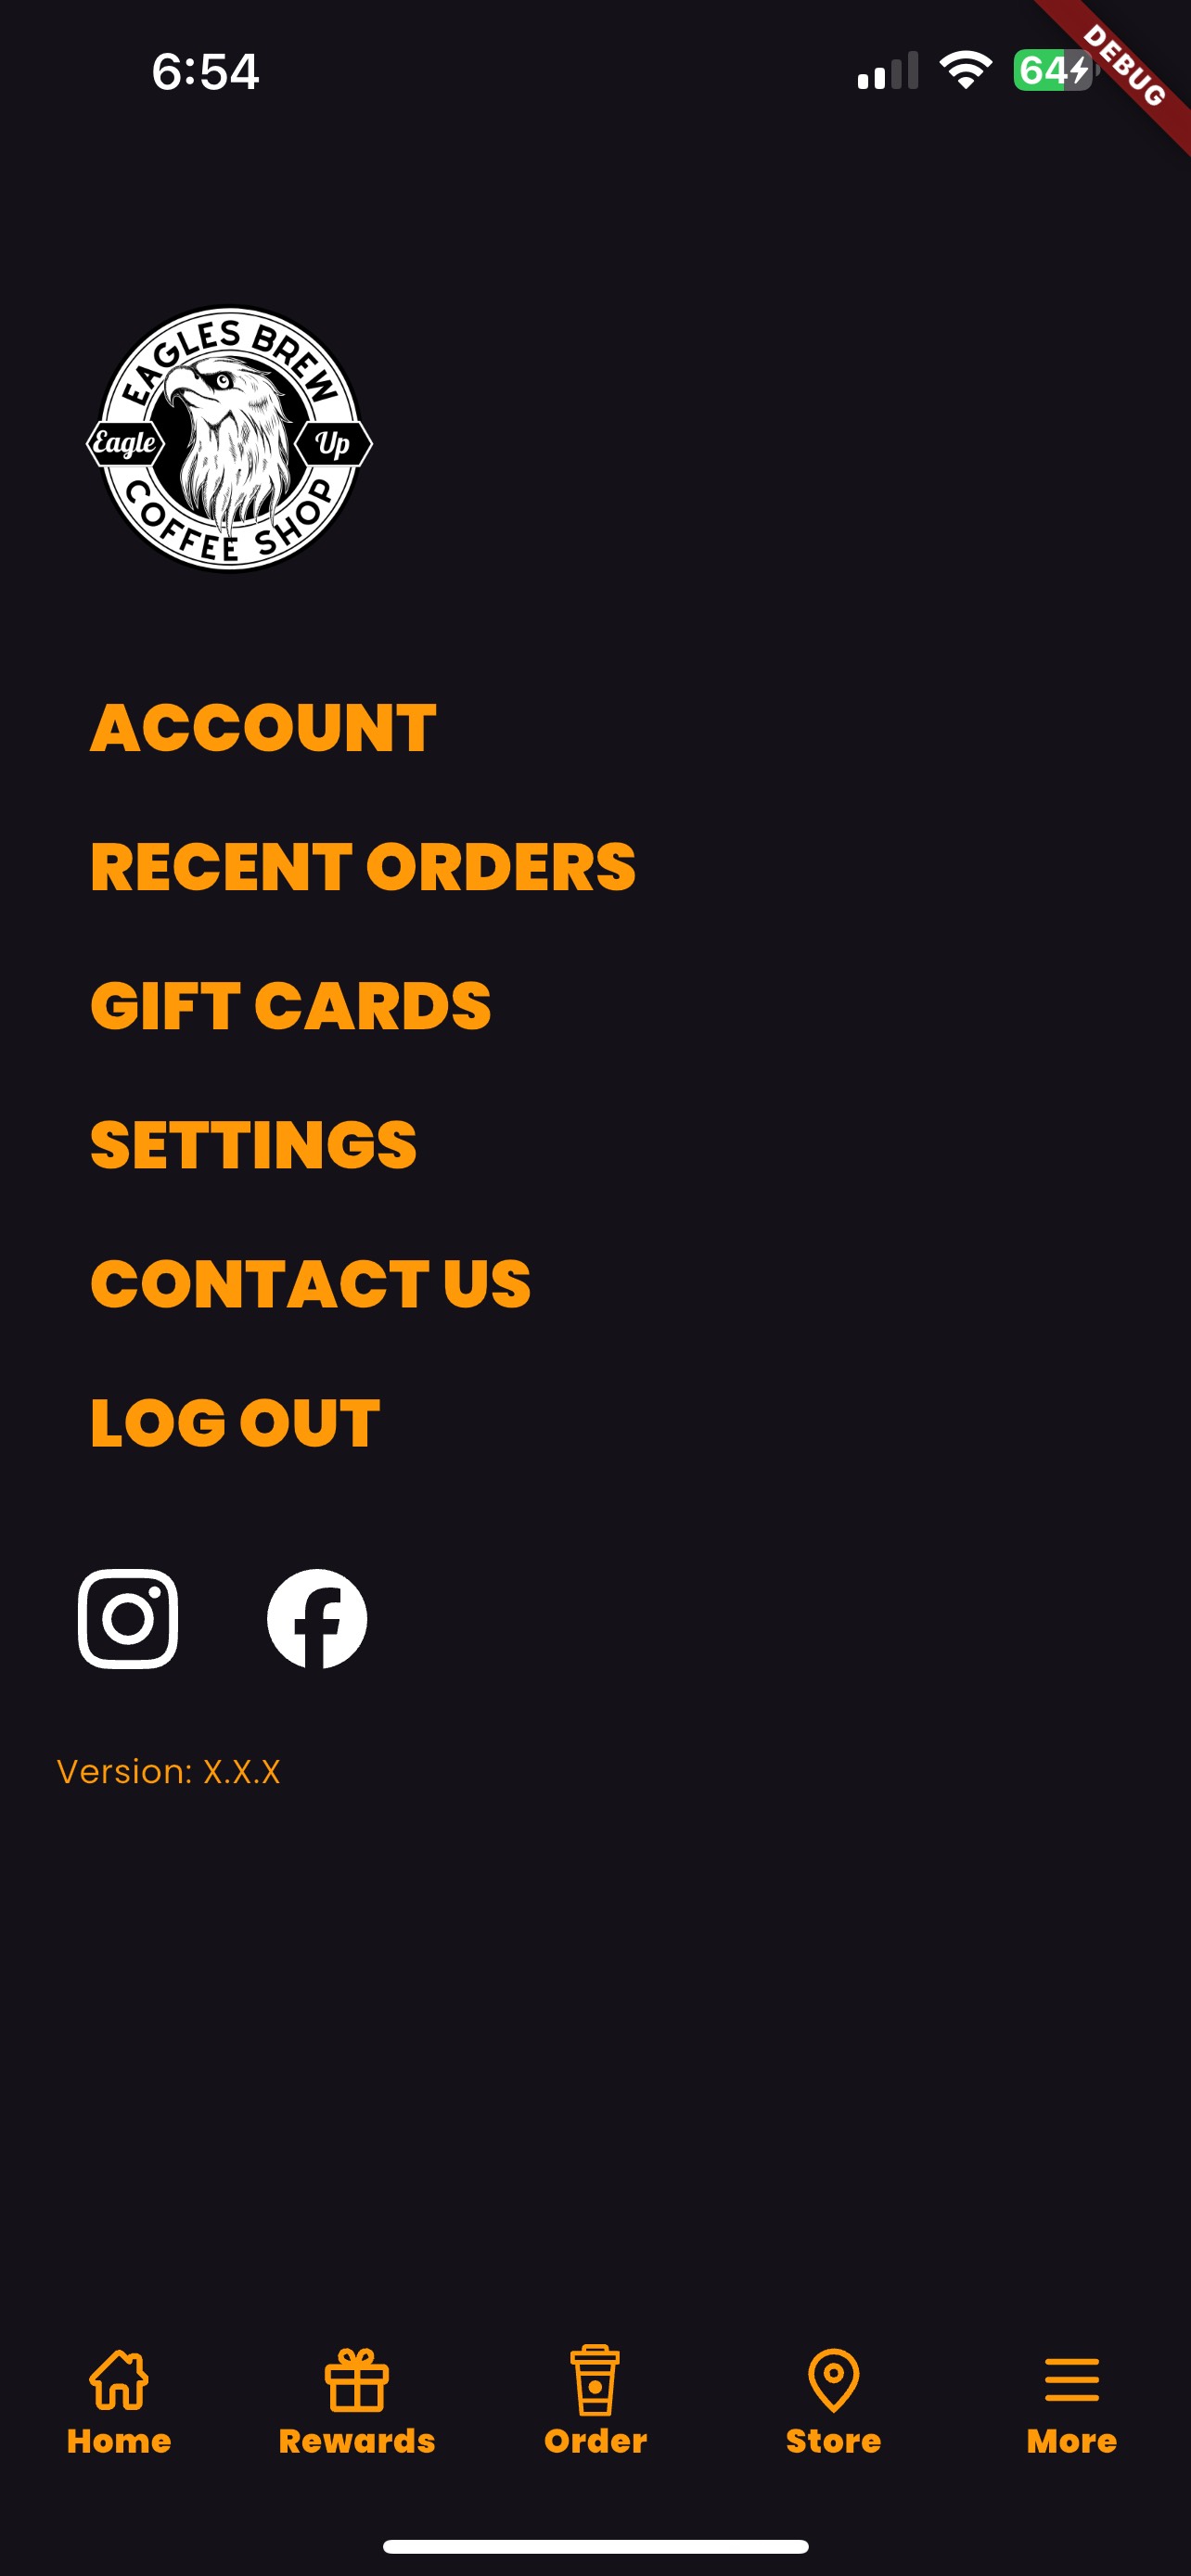 6:54
64
DEBUG
EAGLES BREW
Eagle
Up
COFFEE SHOP
ACCOUNT
RECENT ORDERS
GIFT CARDS
SETTINGS
CONTACT US
LOG OUT
Version: X.X.X
Home
Rewards
Order
Store
More